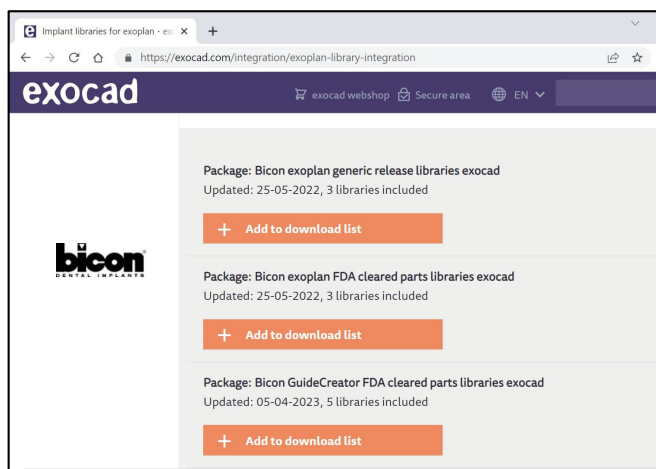 Implant libraries for exoplan - exo
https://exocad.com/integration/exoplan-library-integration
exocad
exocad webshop
Secure area
EN
Package: Bicon exoplan generic release libraries exocad
Updated: 25-05-2022, 3 libraries included
+ Add to download list
bicon®
DENTAL IMPLANTS
Package: Bicon exoplan FDA cleared parts libraries exocad
Updated: 25-05-2022, 3 libraries included
+ Add to download list
Package: Bicon GuideCreator FDA cleared parts libraries exocad
Updated: 05-04-2023, 5 libraries included
+ Add to download list